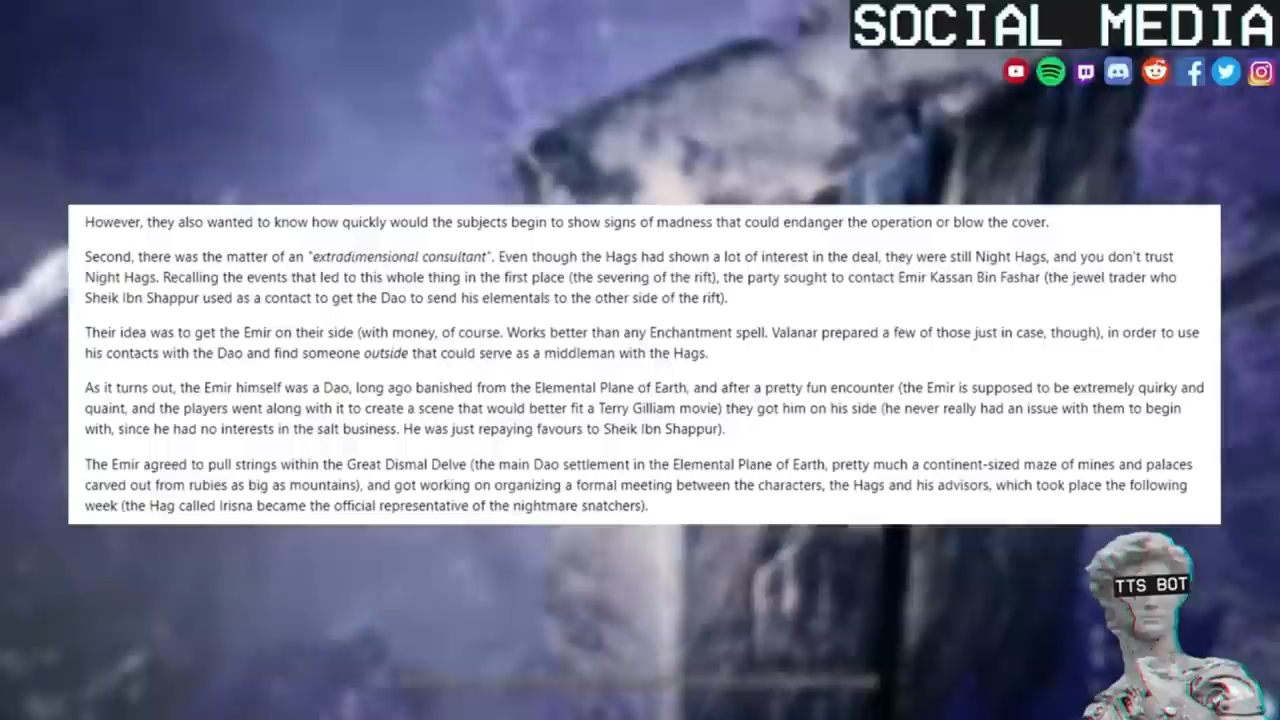 SOCIAL MEDIA
However, they also wanted to know how quickly would the subjects begin to show signs of madness that could endanger the operation or blow the cover.
Second, there was the matter of an "extradimensional consultant". Even though the Hags had shown a lot of interest in the deal, they were still Night Hags, and you don't trust
Night Hags. Recalling the events that led to this whole thing in the first place (the severing of the rift), the party sought to contact Emir Kassan Bin Fashar (the jewel trader who
Sheik Ibn Shappur used as a contact to get the Dao to send his elementals to the other side of the rift).
Their idea was to get the Emir on their side (with money, of course. Works better than any Enchantment spell. Valanar prepared a few of those just in case, though), in order to use
his contacts with the Dao and find someone outside that could serve as a middleman with the Hags.
As it turns out, the Emir himself was a Dao, long ago banished from the Elemental Plane of Earth, and after a pretty fun encounter (the Emir is supposed to be extremely quirky and
quaint, and the players went along with it to create a scene that would better fit a Terry Gilliam movie) they got him on his side (he never really had an issue with them to begin
with, since he had no interests in the salt business. He was just repaying favours to Sheik Ibn Shappur).
The Emir agreed to pull strings within the Great Dismal Delve (the main Dao settlement in the Elemental Plane of Earth, pretty much a continent-sized maze of mines and palaces
carved out from rubies as big as mountains), and got working on organizing a formal meeting between the characters, the Hags and his advisors, which took place the following
week (the Hag called Irisna became the official representative of the nightmare snatchers).
TTS BOT